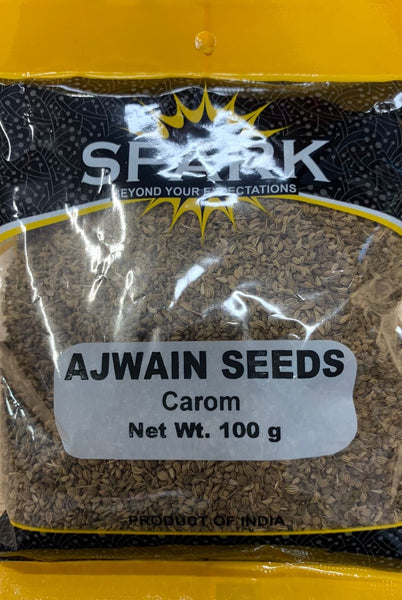 SPARK
BEYOND YOUR EXPECTATIONS
AJWAIN SEEDS
Carom
Net Wt. 100 g
PRODUCT OF INDIA